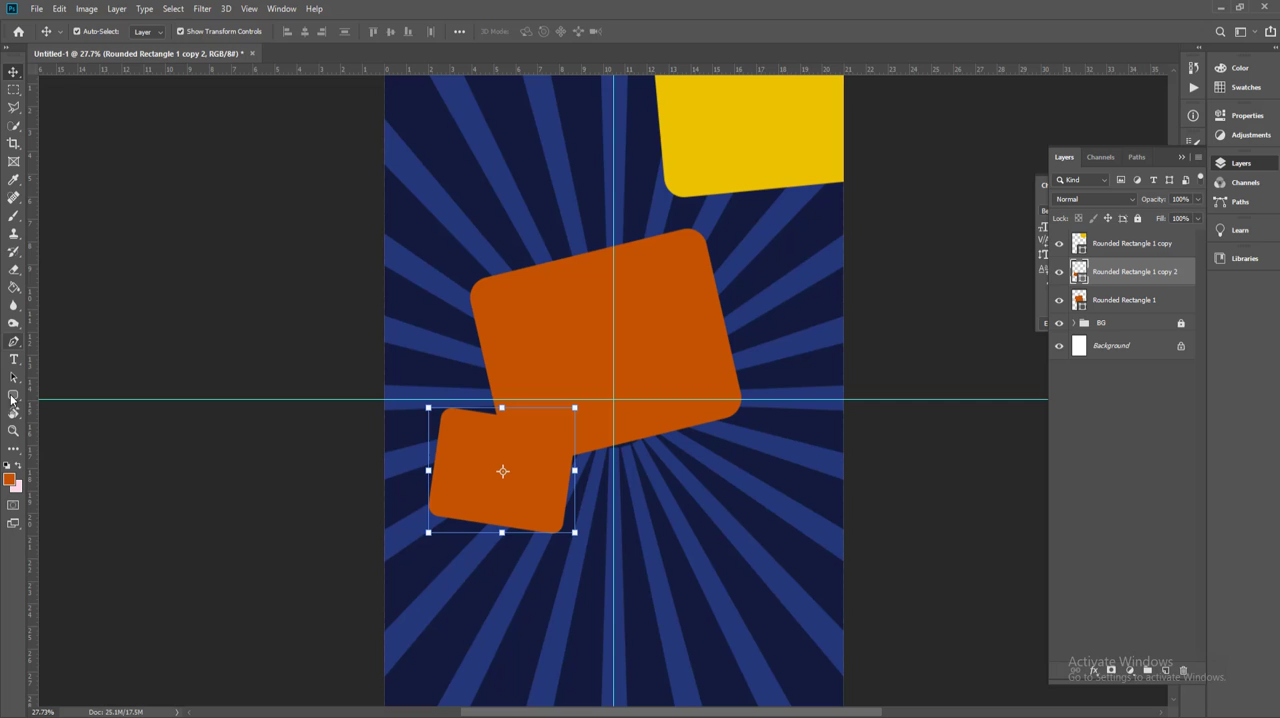 Ps File Edit Image Layer Type Select Filter 3D View Window Help
Auto-Select: Layer Show Transform Controls 3D Mode:
Untitled-1 @ 27.7% (Rounded Rectangle 1 copy 2, RGB/8#) *
Color
Swatches
Properties
Adjustments
Layers
Channels
Paths
Learn
Libraries
Layers Channels Paths
Kind
Normal Opacity: 100%
Lock: Fill: 100%
Rounded Rectangle 1 copy
Rounded Rectangle 1 copy 2
Rounded Rectangle 1
BG
Background
Activate Windows
Go to Settings to activate Windows.
27.73% Doc: 25.1M/17.5M